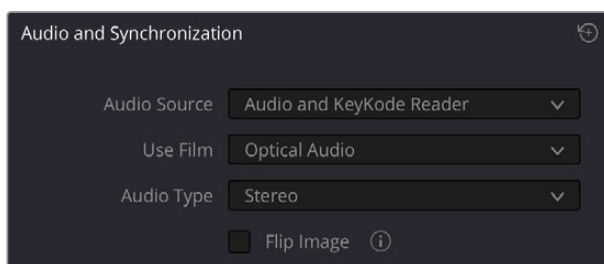 Audio and Synchronization
Audio Source Audio and KeyKode Reader
Use Film Optical Audio
Audio Type Stereo
Flip Image